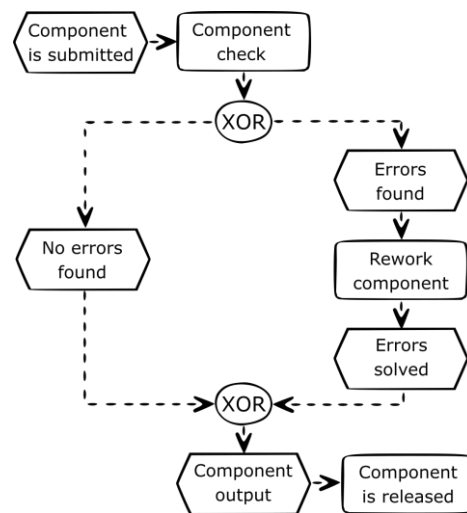 Component
is submitted
Component
check
XOR
Errors
found
No errors
found
Rework
component
Errors
solved
XOR
Component
output
Component
is released